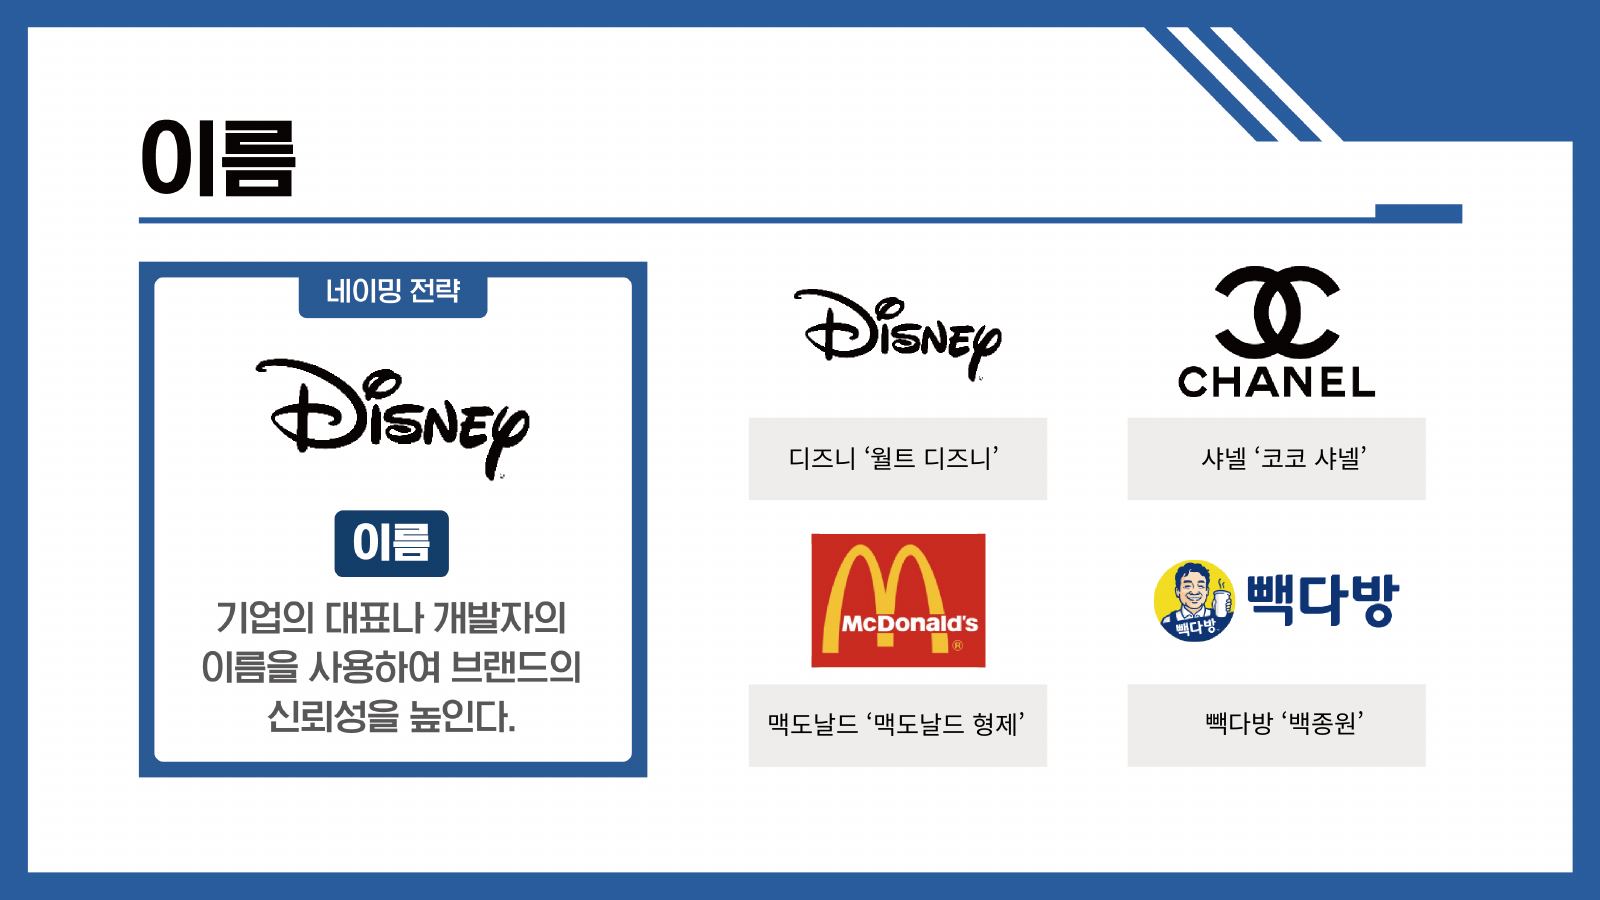 이름
네이밍 전략
Disney
이름
기업의 대표나 개발자의
이름을 사용하여 브랜드의
신뢰성을 높인다.
Disney
디즈니 ‘월트 디즈니’
CHANEL
샤넬 ‘코코 샤넬’
McDonald's
®
맥도날드 ‘맥도날드 형제’
빽다방
빽다방
빽다방 ‘백종원’